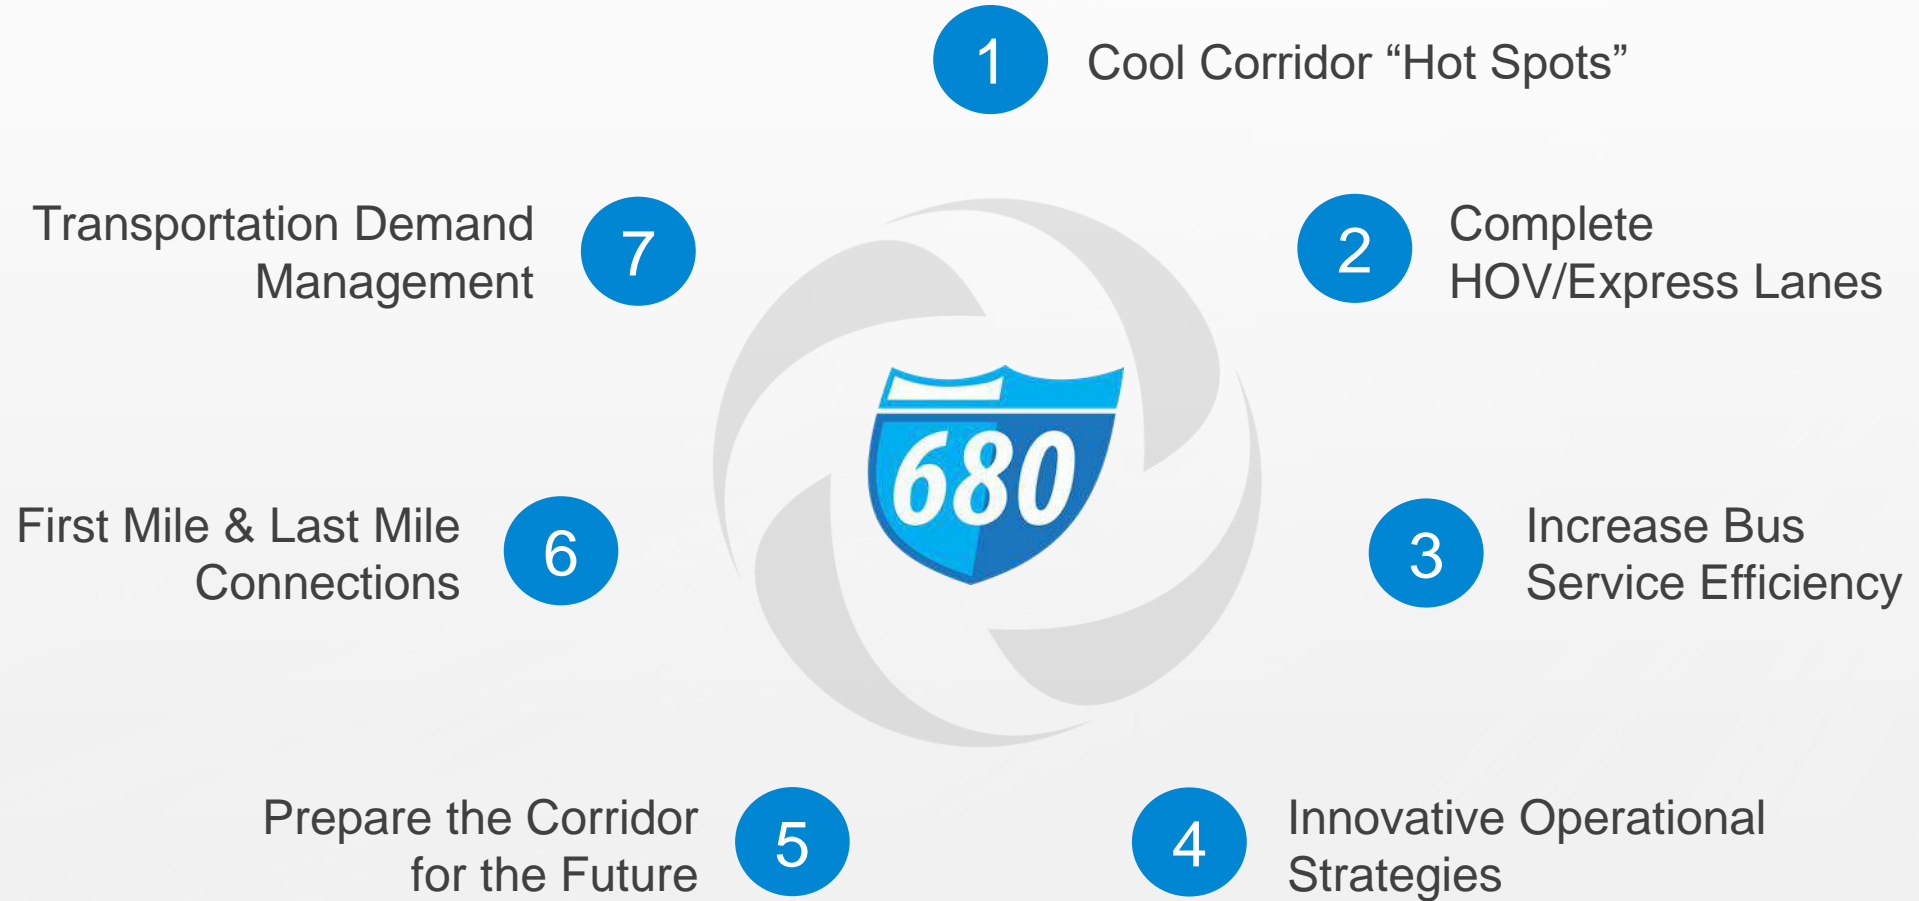 1
Cool Corridor “Hot Spots”
2
Complete
HOV/Express Lanes
3
Increase Bus
Service Efficiency
4
Innovative Operational
Strategies
5
Prepare the Corridor
for the Future
6
First Mile & Last Mile
Connections
7
Transportation Demand
Management
680